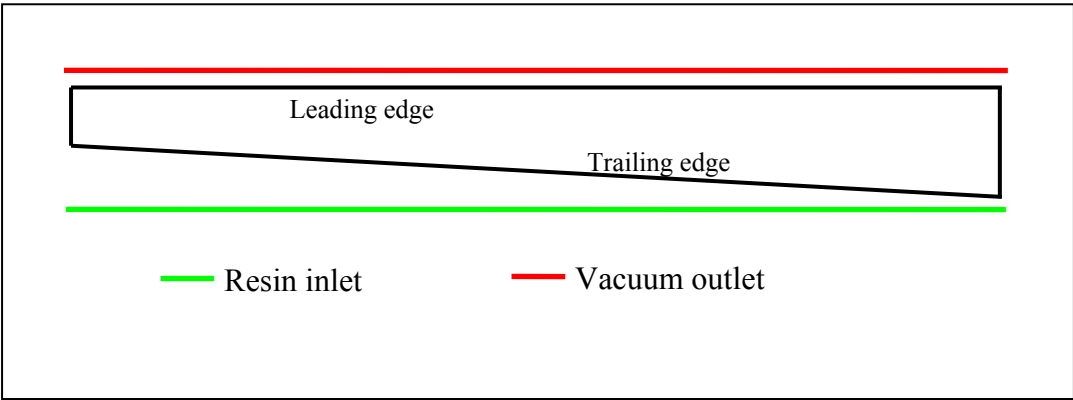 Leading edge
Trailing edge
Resin inlet
Vacuum outlet